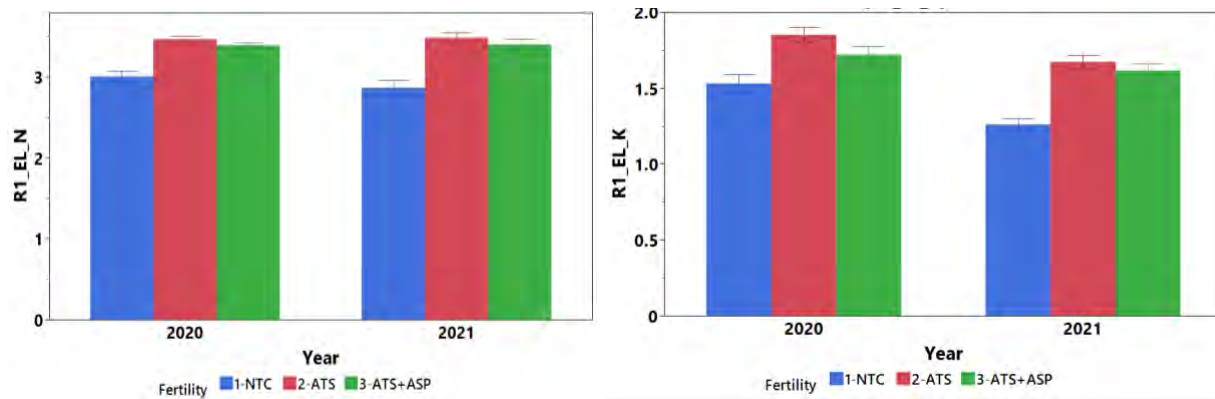 R1_EL_N
3
2
1
0
2020
2021
Year
Fertility 1-NTC 2-ATS 3-ATS+ASP
R1_EL_K
2.0
1.5
1.0
0.5
0
2020
2021
Year
Fertility 1-NTC 2-ATS 3-ATS+ASP